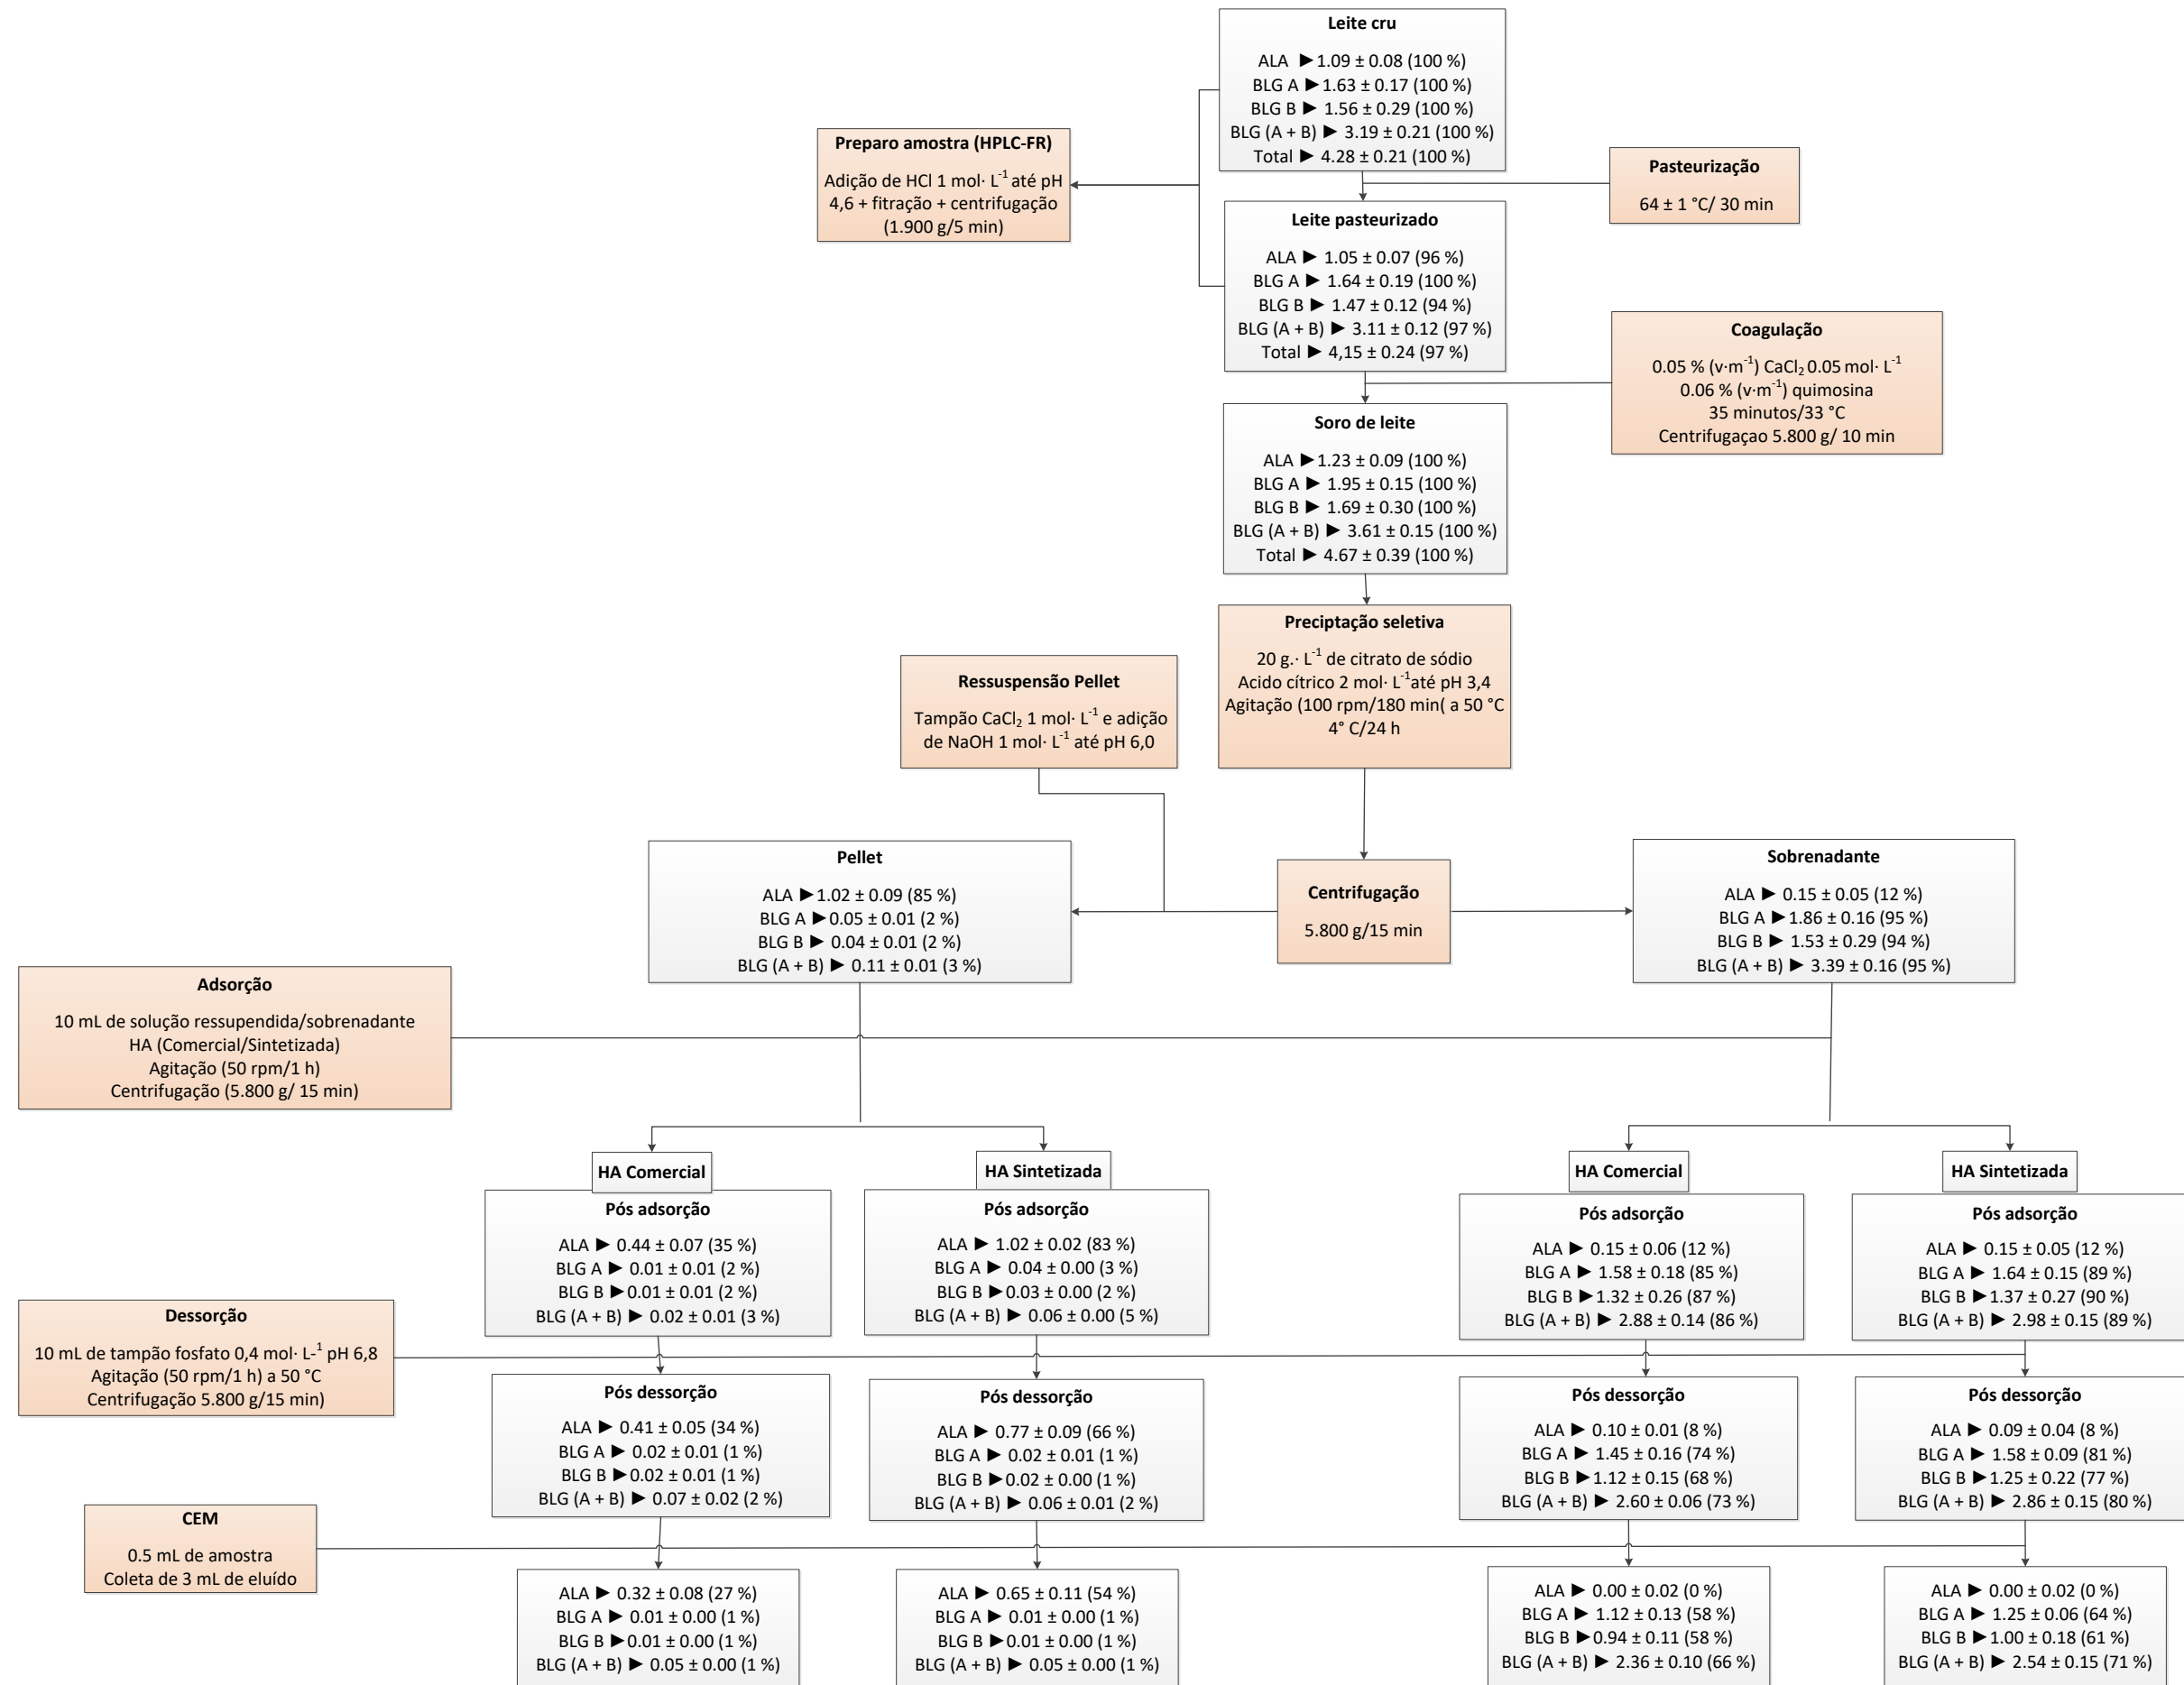 Leite cru
ALA ►1.09 ± 0.08 (100 %)
BLG A ►1.63 ± 0.17 (100 %)
BLG B ► 1.56 ± 0.29 (100 %)
BLG (A + B) ► 3.19 ± 0.21 (100 %)
Total ► 4.28 ± 0.21 (100 %)
Preparo amostra (HPLC-FR)
Adição de HCl 1 mol· L⁻¹ até pH
4,6 + fitração + centrifugação
(1.900 g/5 min)
Pasteurização
64 ± 1 °C/ 30 min
Leite pasteurizado
ALA ► 1.05 ± 0.07 (96 %)
BLG A ► 1.64 ± 0.19 (100 %)
BLG B ► 1.47 ± 0.12 (94 %)
BLG (A + B) ► 3.11 ± 0.12 (97 %)
Total ► 4,15 ± 0.24 (97 %)
Coagulação
0.05 % (v·m⁻¹) CaCl₂ 0.05 mol· L⁻¹
0.06 % (v·m⁻¹) quimosina
35 minutos/33 °C
Centrifugaçao 5.800 g/ 10 min
Soro de leite
ALA ►1.23 ± 0.09 (100 %)
BLG A ► 1.95 ± 0.15 (100 %)
BLG B ► 1.69 ± 0.30 (100 %)
BLG (A + B) ► 3.61 ± 0.15 (100 %)
Total ► 4.67 ± 0.39 (100 %)
Preciptação seletiva
20 g.· L⁻¹ de citrato de sódio
Acido cítrico 2 mol· L⁻¹até pH 3,4
Agitação (100 rpm/180 min( a 50 °C
4° C/24 h
Ressuspensão Pellet
Tampão CaCl₂ 1 mol· L⁻¹ e adição
de NaOH 1 mol· L⁻¹ até pH 6,0
Pellet
ALA ►1.02 ± 0.09 (85 %)
BLG A ►0.05 ± 0.01 (2 %)
BLG B ► 0.04 ± 0.01 (2 %)
BLG (A + B) ► 0.11 ± 0.01 (3 %)
Centrifugação
5.800 g/15 min
Sobrenadante
ALA ► 0.15 ± 0.05 (12 %)
BLG A ►1.86 ± 0.16 (95 %)
BLG B ► 1.53 ± 0.29 (94 %)
BLG (A + B) ► 3.39 ± 0.16 (95 %)
Adsorção
10 mL de solução ressupendida/sobrenadante
HA (Comercial/Sintetizada)
Agitação (50 rpm/1 h)
Centrifugação (5.800 g/ 15 min)
HA Comercial
Pós adsorção
ALA ► 0.44 ± 0.07 (35 %)
BLG A ► 0.01 ± 0.01 (2 %)
BLG B ►0.01 ± 0.01 (2 %)
BLG (A + B) ► 0.02 ± 0.01 (3 %)
HA Sintetizada
Pós adsorção
ALA ► 1.02 ± 0.02 (83 %)
BLG A ► 0.04 ± 0.00 (3 %)
BLG B ►0.03 ± 0.00 (2 %)
BLG (A + B) ► 0.06 ± 0.00 (5 %)
HA Comercial
Pós adsorção
ALA ► 0.15 ± 0.06 (12 %)
BLG A ► 1.58 ± 0.18 (85 %)
BLG B ►1.32 ± 0.26 (87 %)
BLG (A + B) ► 2.88 ± 0.14 (86 %)
HA Sintetizada
Pós adsorção
ALA ► 0.15 ± 0.05 (12 %)
BLG A ► 1.64 ± 0.15 (89 %)
BLG B ►1.37 ± 0.27 (90 %)
BLG (A + B) ► 2.98 ± 0.15 (89 %)
Dessorção
10 mL de tampão fosfato 0,4 mol· L-¹ pH 6,8
Agitação (50 rpm/1 h) a 50 °C
Centrifugação 5.800 g/15 min)
Pós dessorção
ALA ► 0.41 ± 0.05 (34 %)
BLG A ► 0.02 ± 0.01 (1 %)
BLG B ►0.02 ± 0.01 (1 %)
BLG (A + B) ► 0.07 ± 0.02 (2 %)
Pós dessorção
ALA ► 0.77 ± 0.09 (66 %)
BLG A ► 0.02 ± 0.01 (1 %)
BLG B ►0.02 ± 0.00 (1 %)
BLG (A + B) ► 0.06 ± 0.01 (2 %)
Pós dessorção
ALA ► 0.10 ± 0.01 (8 %)
BLG A ► 1.45 ± 0.16 (74 %)
BLG B ►1.12 ± 0.15 (68 %)
BLG (A + B) ► 2.60 ± 0.06 (73 %)
Pós dessorção
ALA ► 0.09 ± 0.04 (8 %)
BLG A ► 1.58 ± 0.09 (81 %)
BLG B ►1.25 ± 0.22 (77 %)
BLG (A + B) ► 2.86 ± 0.15 (80 %)
CEM
0.5 mL de amostra
Coleta de 3 mL de eluído
ALA ► 0.32 ± 0.08 (27 %)
BLG A ► 0.01 ± 0.00 (1 %)
BLG B ►0.01 ± 0.00 (1 %)
BLG (A + B) ► 0.05 ± 0.00 (1 %)
ALA ► 0.65 ± 0.11 (54 %)
BLG A ► 0.01 ± 0.00 (1 %)
BLG B ►0.01 ± 0.00 (1 %)
BLG (A + B) ► 0.05 ± 0.00 (1 %)
ALA ► 0.00 ± 0.02 (0 %)
BLG A ► 1.12 ± 0.13 (58 %)
BLG B ►0.94 ± 0.11 (58 %)
BLG (A + B) ► 2.36 ± 0.10 (66 %)
ALA ► 0.00 ± 0.02 (0 %)
BLG A ► 1.25 ± 0.06 (64 %)
BLG B ►1.00 ± 0.18 (61 %)
BLG (A + B) ► 2.54 ± 0.15 (71 %)